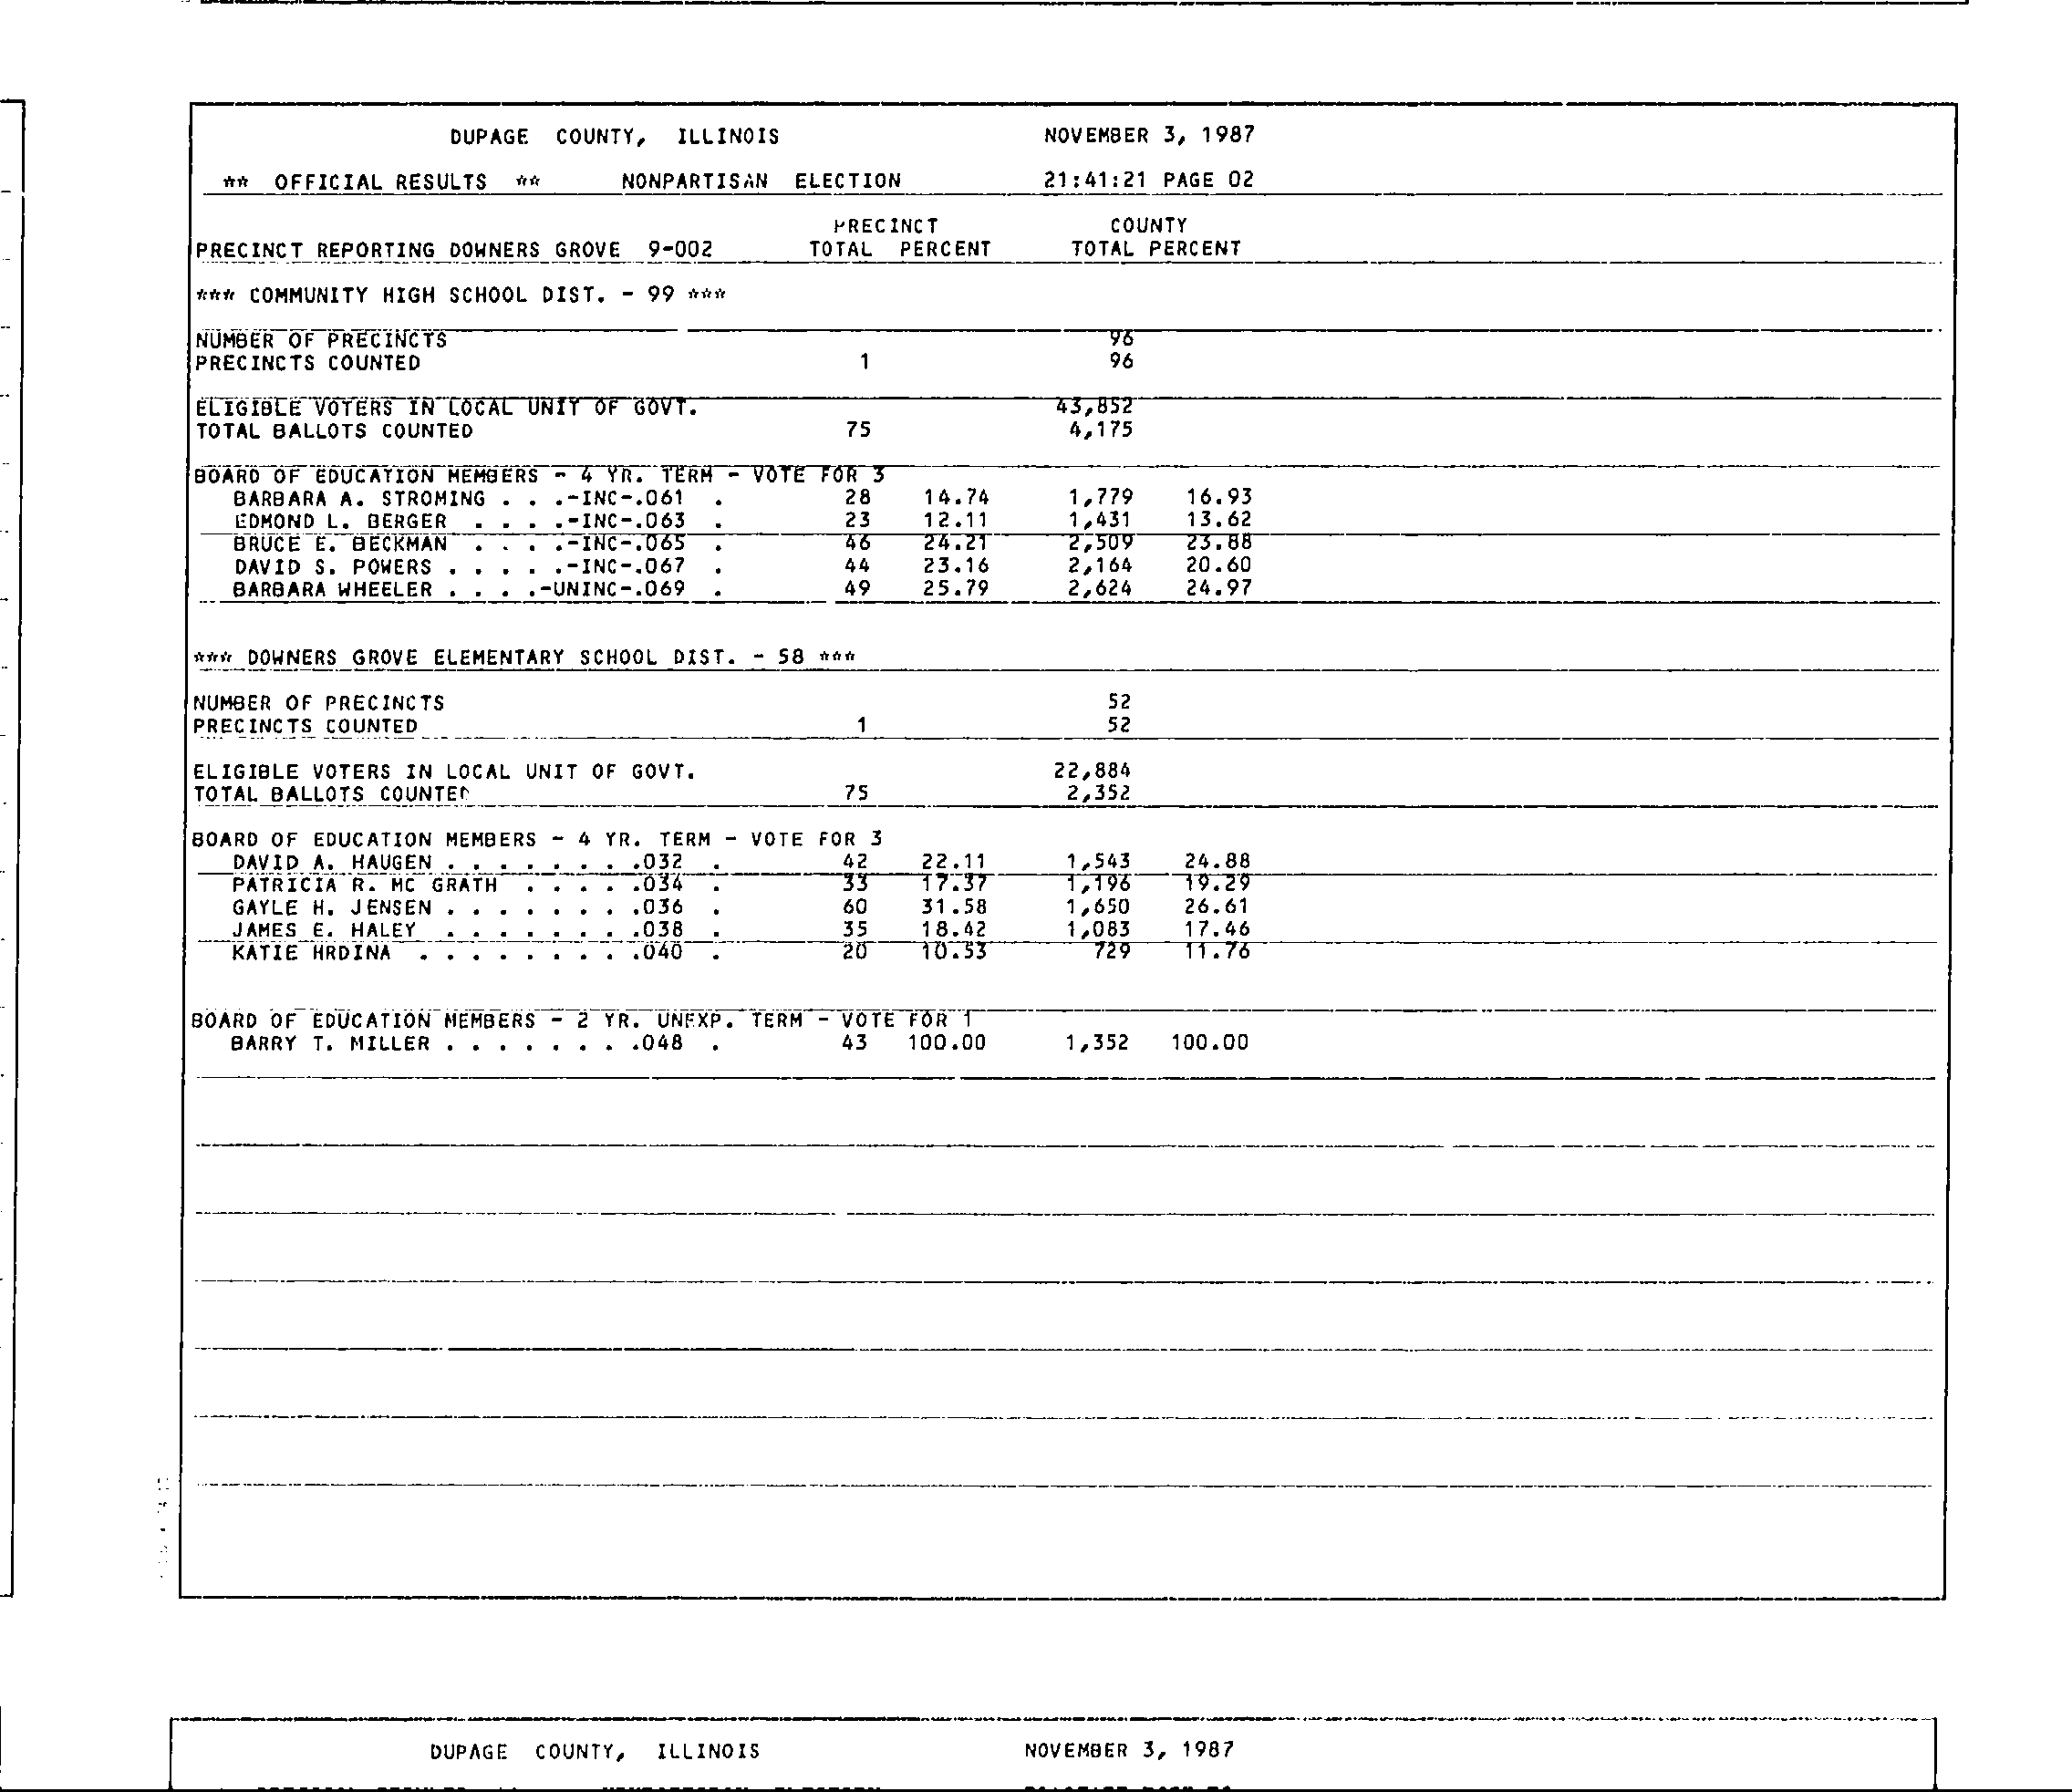 DUPAGE COUNTY, ILLINOIS NOVEMBER 3, 1987
** OFFICIAL RESULTS ** NONPARTISAN ELECTION 21:41:21 PAGE 02
PRECINCT COUNTY
PRECINCT REPORTING DOWNERS GROVE 9-002 TOTAL PERCENT TOTAL PERCENT
*** COMMUNITY HIGH SCHOOL DIST. - 99 ***
NUMBER OF PRECINCTS 96
PRECINCTS COUNTED 1 96
ELIGIBLE VOTERS IN LOCAL UNIT OF GOVT. 43,852
TOTAL BALLOTS COUNTED 75 4,175
BOARD OF EDUCATION MEMBERS - 4 YR. TERM - VOTE FOR 3
BARBARA A. STROMING . . .-INC-.061 . 28 14.74 1,779 16.93
EDMOND L. BERGER . . . .-INC-.063 . 23 12.11 1,431 13.62
BRUCE E. BECKMAN . . . .-INC-.065 . 46 24.21 2,509 23.88
DAVID S. POWERS . . . . .-INC-.067 . 44 23.16 2,164 20.60
BARBARA WHEELER . . . .-UNINC-.069 . 49 25.79 2,624 24.97
*** DOWNERS GROVE ELEMENTARY SCHOOL DIST. - 58 ***
NUMBER OF PRECINCTS 52
PRECINCTS COUNTED 1 52
ELIGIBLE VOTERS IN LOCAL UNIT OF GOVT. 22,884
TOTAL BALLOTS COUNTED 75 2,352
BOARD OF EDUCATION MEMBERS - 4 YR. TERM - VOTE FOR 3
DAVID A. HAUGEN . . . . . . . .032 . 42 22.11 1,543 24.88
PATRICIA R. MC GRATH . . . . .034 . 33 17.37 1,196 19.29
GAYLE H. JENSEN . . . . . . . .036 . 60 31.58 1,650 26.61
JAMES E. HALEY . . . . . . . .038 . 35 18.42 1,083 17.46
KATIE HRDINA . . . . . . . . .040 . 20 10.53 729 11.76
BOARD OF EDUCATION MEMBERS - 2 YR. UNEXP. TERM - VOTE FOR 1
BARRY T. MILLER . . . . . . . .048 . 43 100.00 1,352 100.00
DUPAGE COUNTY, ILLINOIS NOVEMBER 3, 1987